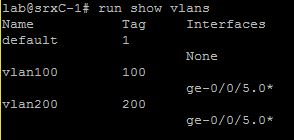 lab@srxC-1# run show vlans
Name Tag Interfaces
default 1
None
vlan100 100
ge-0/0/5.0*
vlan200 200
ge-0/0/5.0*